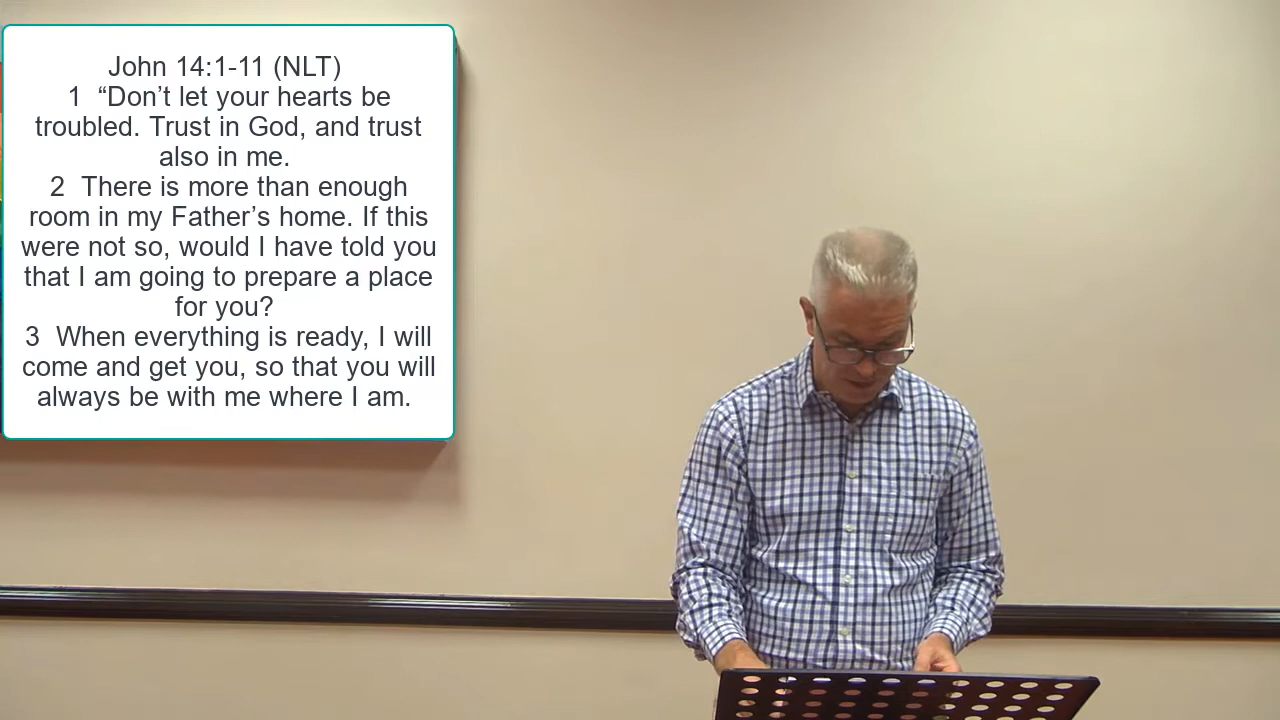 John 14:1-11 (NLT)
1 “Don’t let your hearts be
troubled. Trust in God, and trust
also in me.
2 There is more than enough
room in my Father’s home. If this
were not so, would I have told you
that I am going to prepare a place
for you?
3 When everything is ready, I will
come and get you, so that you will
always be with me where I am.